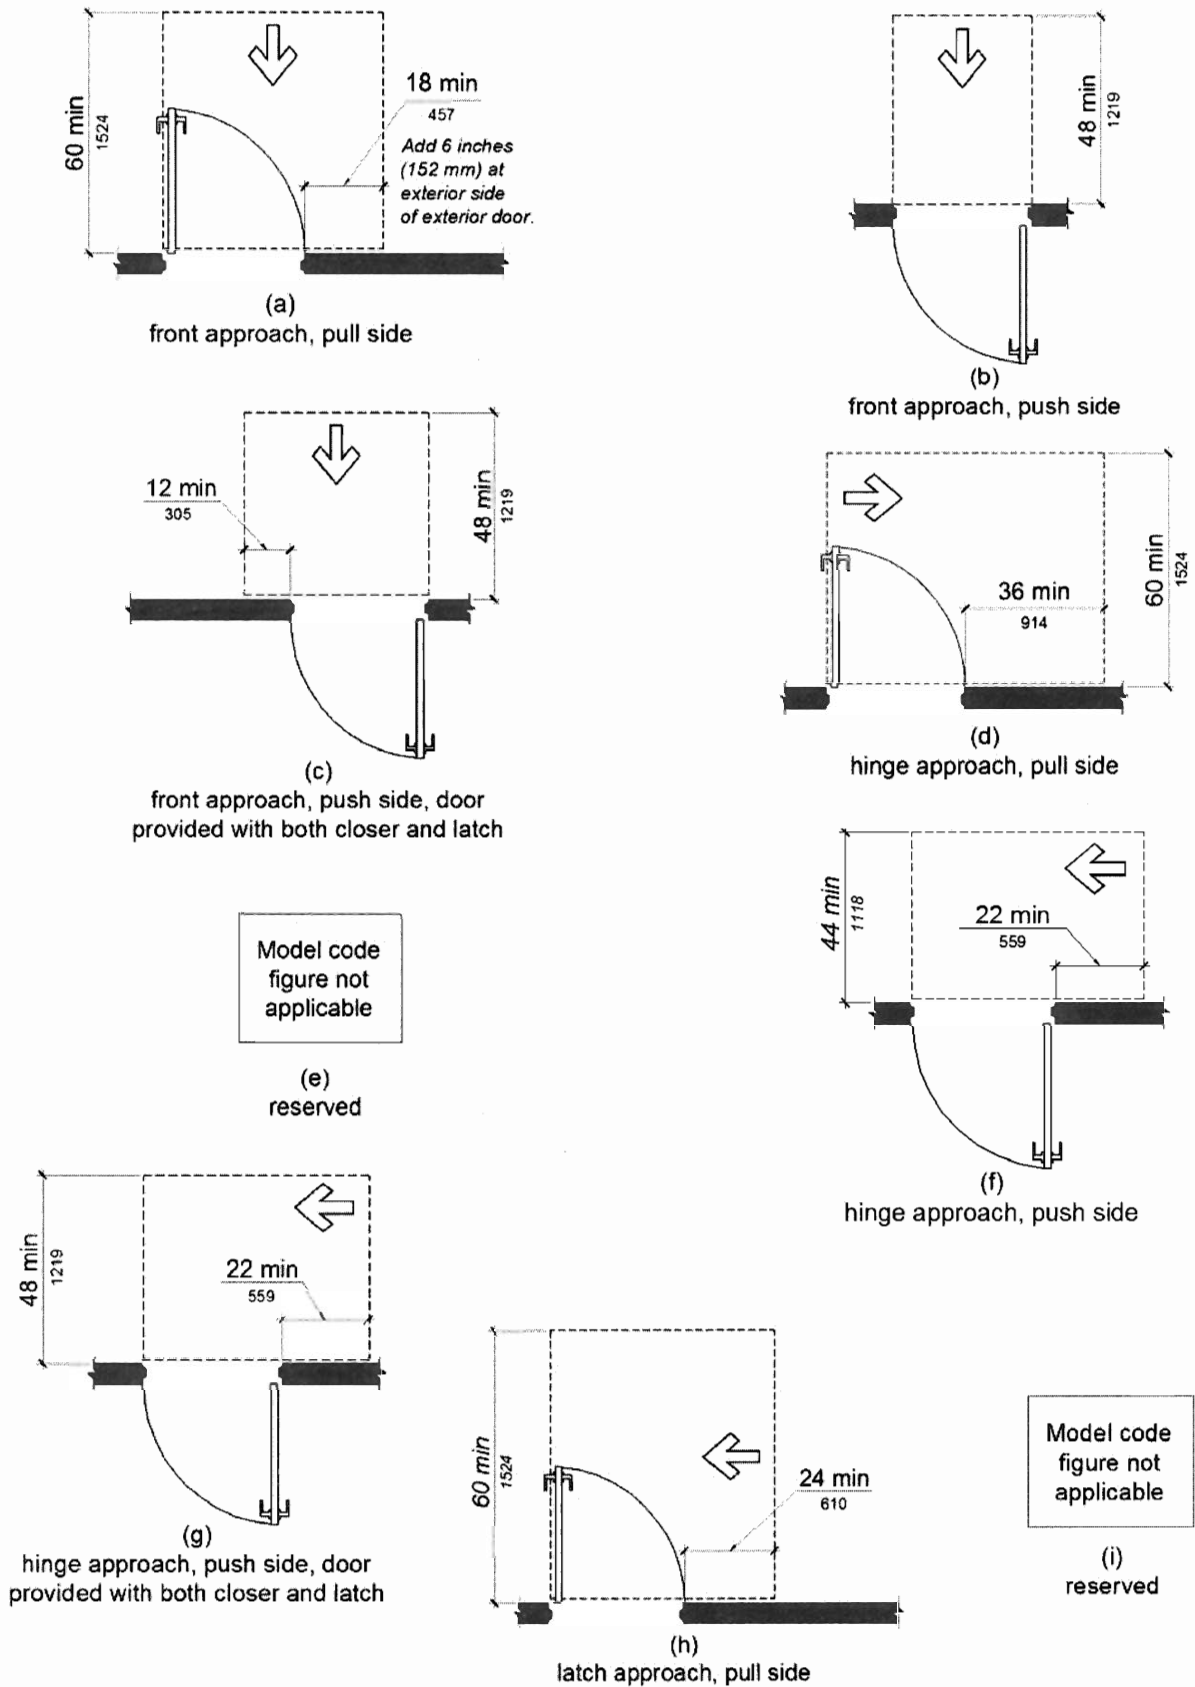 60 min
1524
18 min
457
Add 6 inches
(152 mm) at
exterior side
of exterior door.
(a)
front approach, pull side
48 min
1219
(b)
front approach, push side
12 min
305
48 min
1219
(c)
front approach, push side, door
provided with both closer and latch
36 min
914
60 min
1524
(d)
hinge approach, pull side
Model code
figure not
applicable
(e)
reserved
44 min
1118
22 min
559
(f)
hinge approach, push side
48 min
1219
22 min
559
(g)
hinge approach, push side, door
provided with both closer and latch
60 min
1524
24 min
610
(h)
latch approach, pull side
Model code
figure not
applicable
(i)
reserved